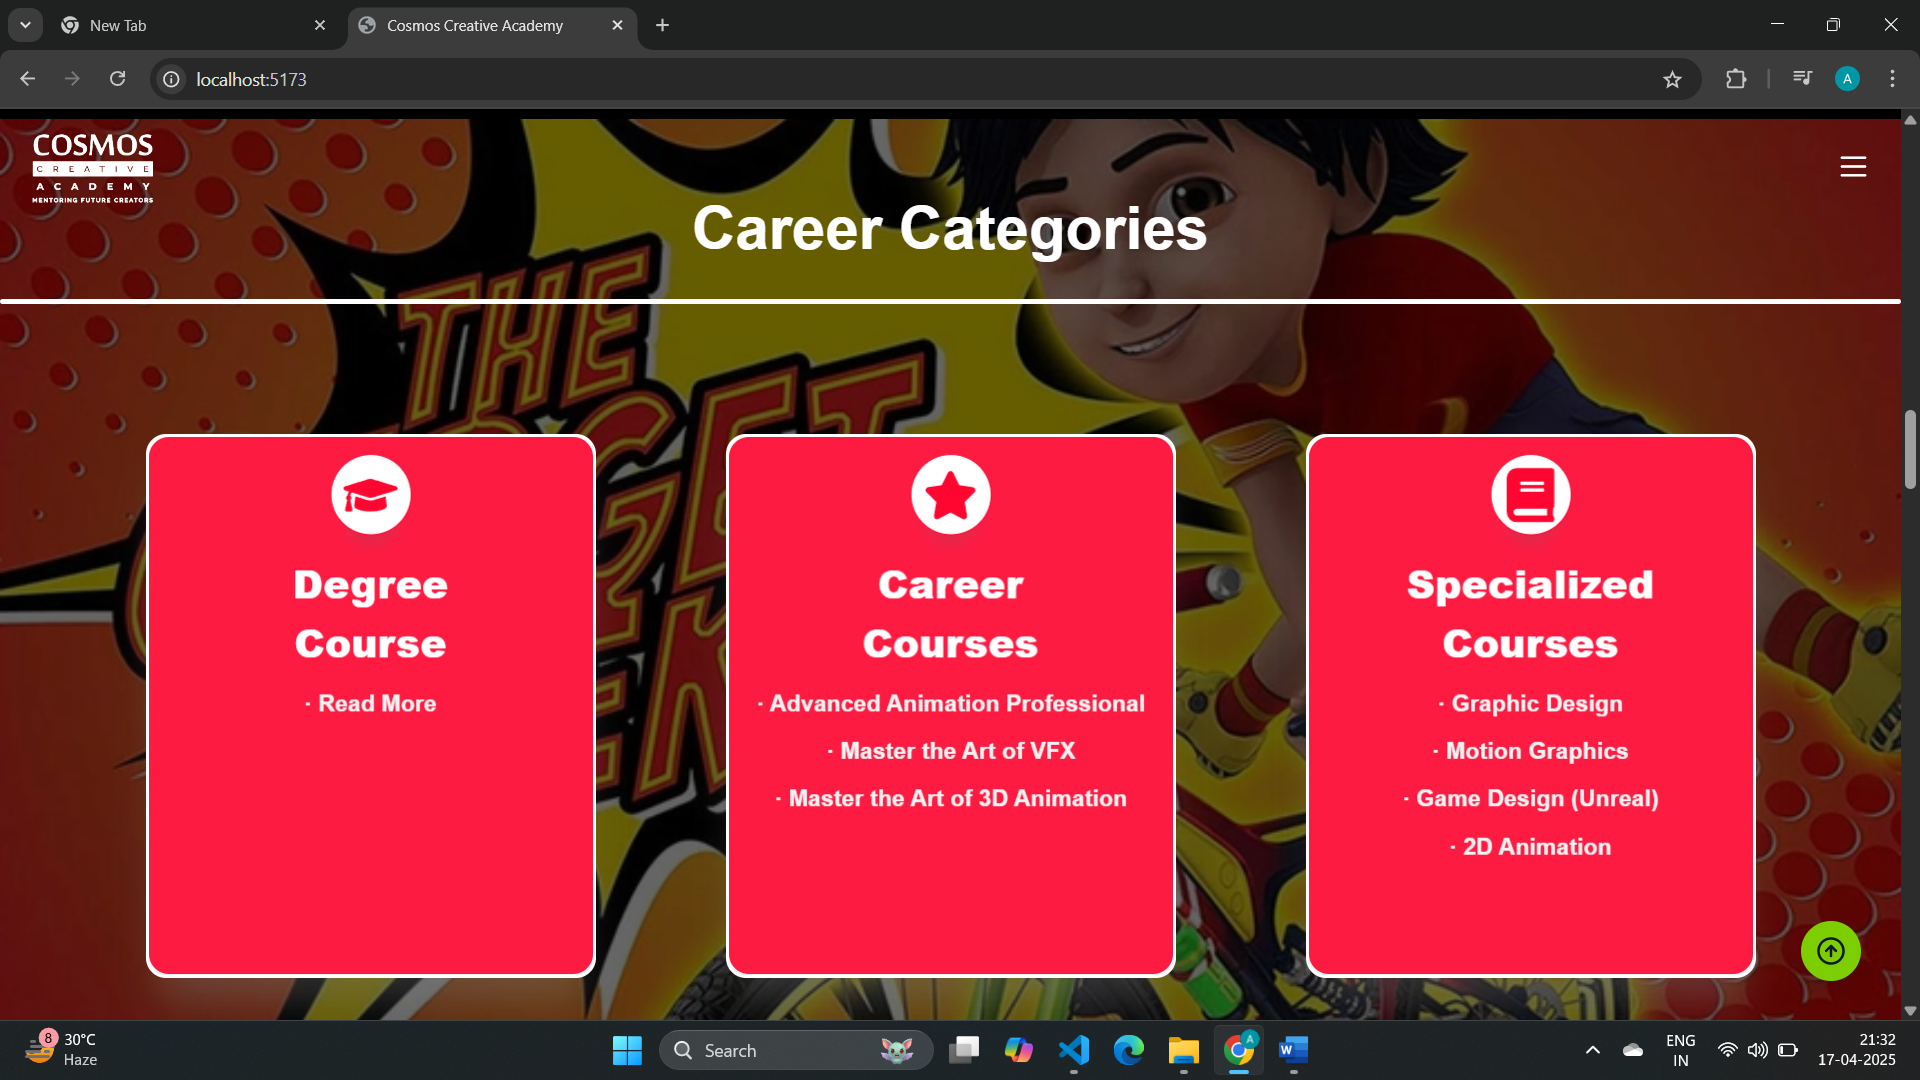 New Tab
Cosmos Creative Academy
localhost:5173
A
COSMOS
CREATIVE
ACADEMY
MENTORING FUTURE CREATORS
Career Categories
THE
Degree
Course
· Read More
Career
Courses
· Advanced Animation Professional
· Master the Art of VFX
· Master the Art of 3D Animation
Specialized
Courses
· Graphic Design
· Motion Graphics
· Game Design (Unreal)
· 2D Animation
8
30°C
Haze
Search
A
W
ENG
IN
21:32
17-04-2025